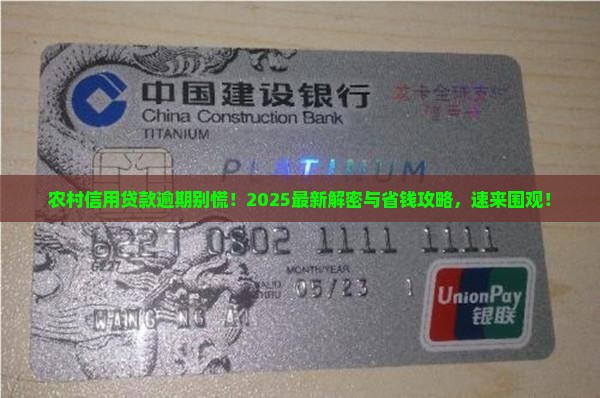 中国建设银行
China Construction Bank
TITANIUM
PLATINUM
农村信用贷款逾期别慌！2025最新解密与省钱攻略，速来围观！
0802 1111 1111
MONTH/YEAR
05/23 1
UnionPay
银联